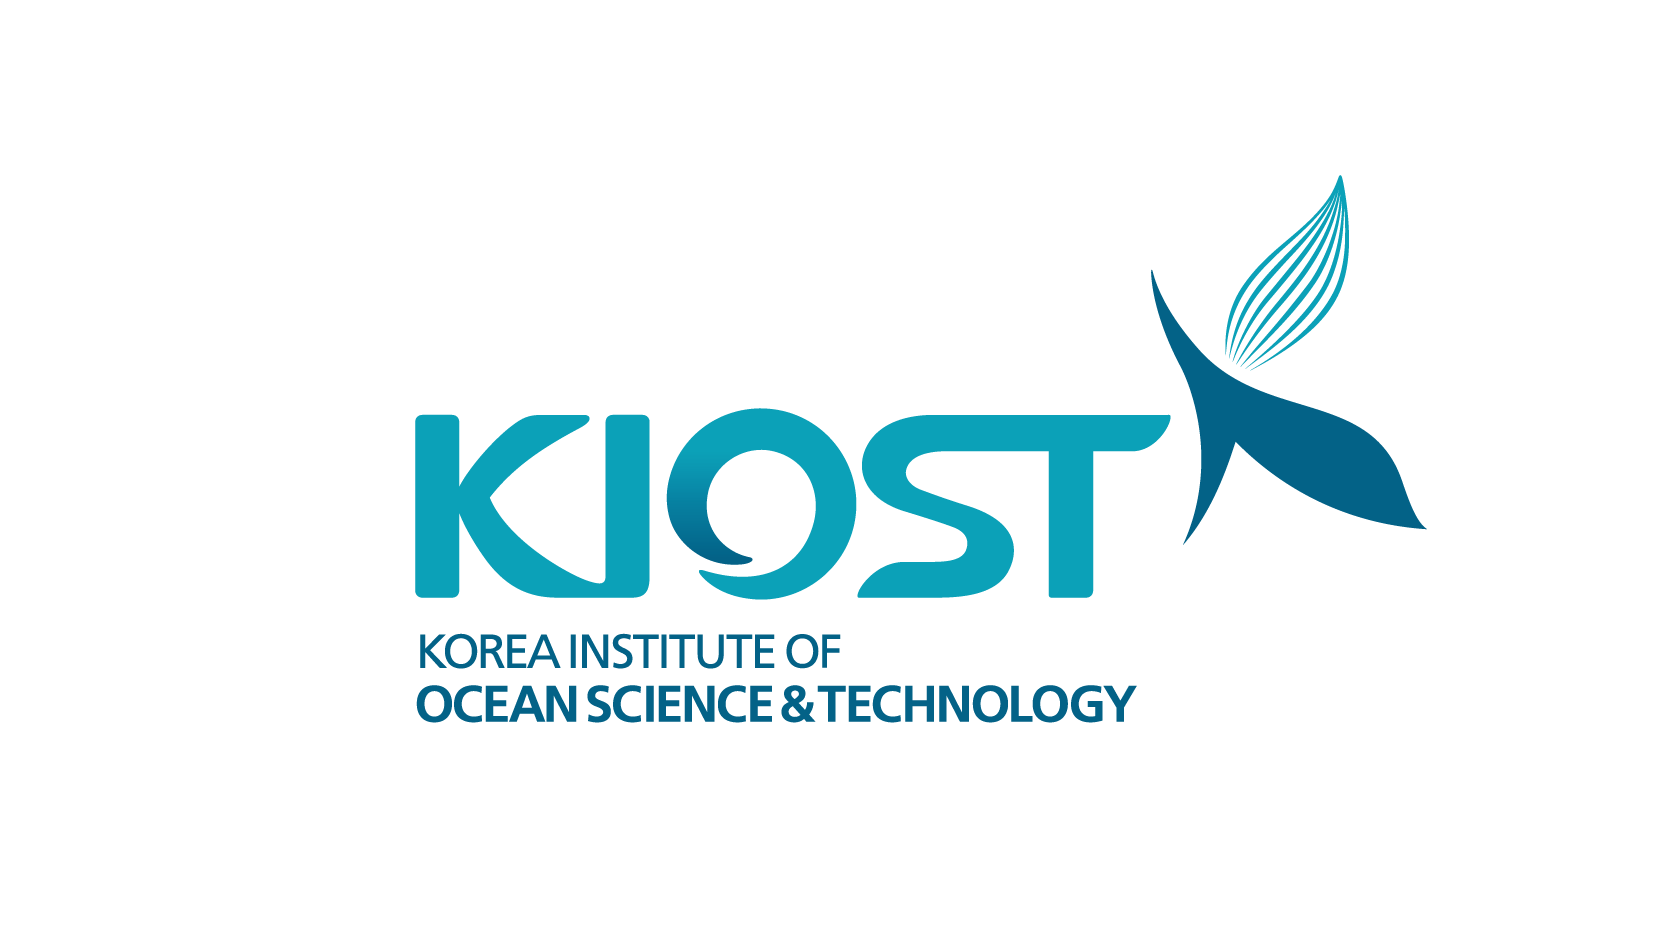 KIOST
KOREA INSTITUTE OF
OCEAN SCIENCE & TECHNOLOGY